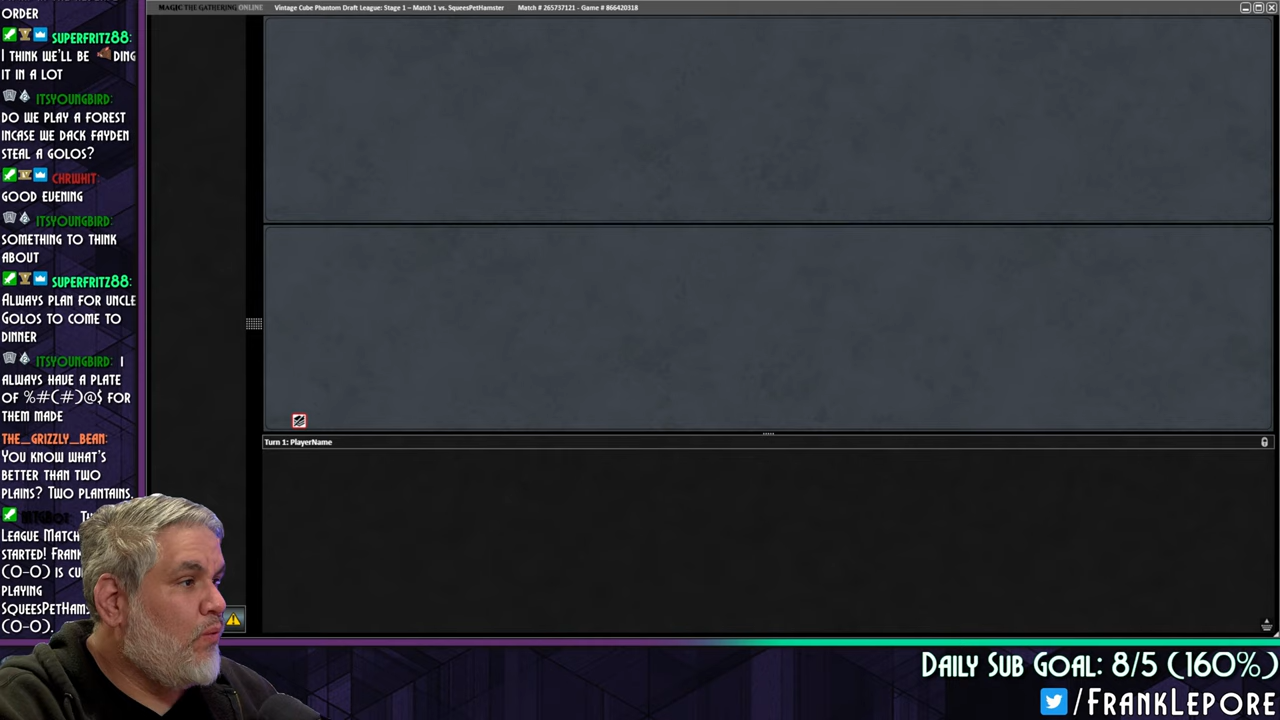 ORDER
SUPERFRITZ88:
I THINK WE'LL BE DING
IT IN A LOT
ITSYOUNGBIRD:
DO WE PLAY A FOREST
INCASE WE DACK FAYDEN
STEAL A GOLOS?
CHRWHIT:
GOOD EVENING
ITSYOUNGBIRD:
SOMETHING TO THINK
ABOUT
SUPERFRITZ88:
ALWAYS PLAN FOR UNCLE
GOLOS TO COME TO
DINNER
ITSYOUNGBIRD: I
ALWAYS HAVE A PLATE
OF %#(#)@$ FOR
THEM MADE
THE_GRIZZLY_BEAN:
YOU KNOW WHAT'S
BETTER THAN TWO
PLAINS? TWO PLANTAINS.
LEAGUE MATCH
STARTED! FRANK
(0-0) IS CU
PLAYING
SQUEESPETHAM
(0-0).
MAGIC THE GATHERING ONLINE Vintage Cube Phantom Draft League: Stage 1 – Match 1 vs. SqueesPetHamster Match # 265737121 - Game # 866420318
Turn 1: PlayerName
DAILY SUB GOAL: 8/5 (160%)
/FRANKLEPORE